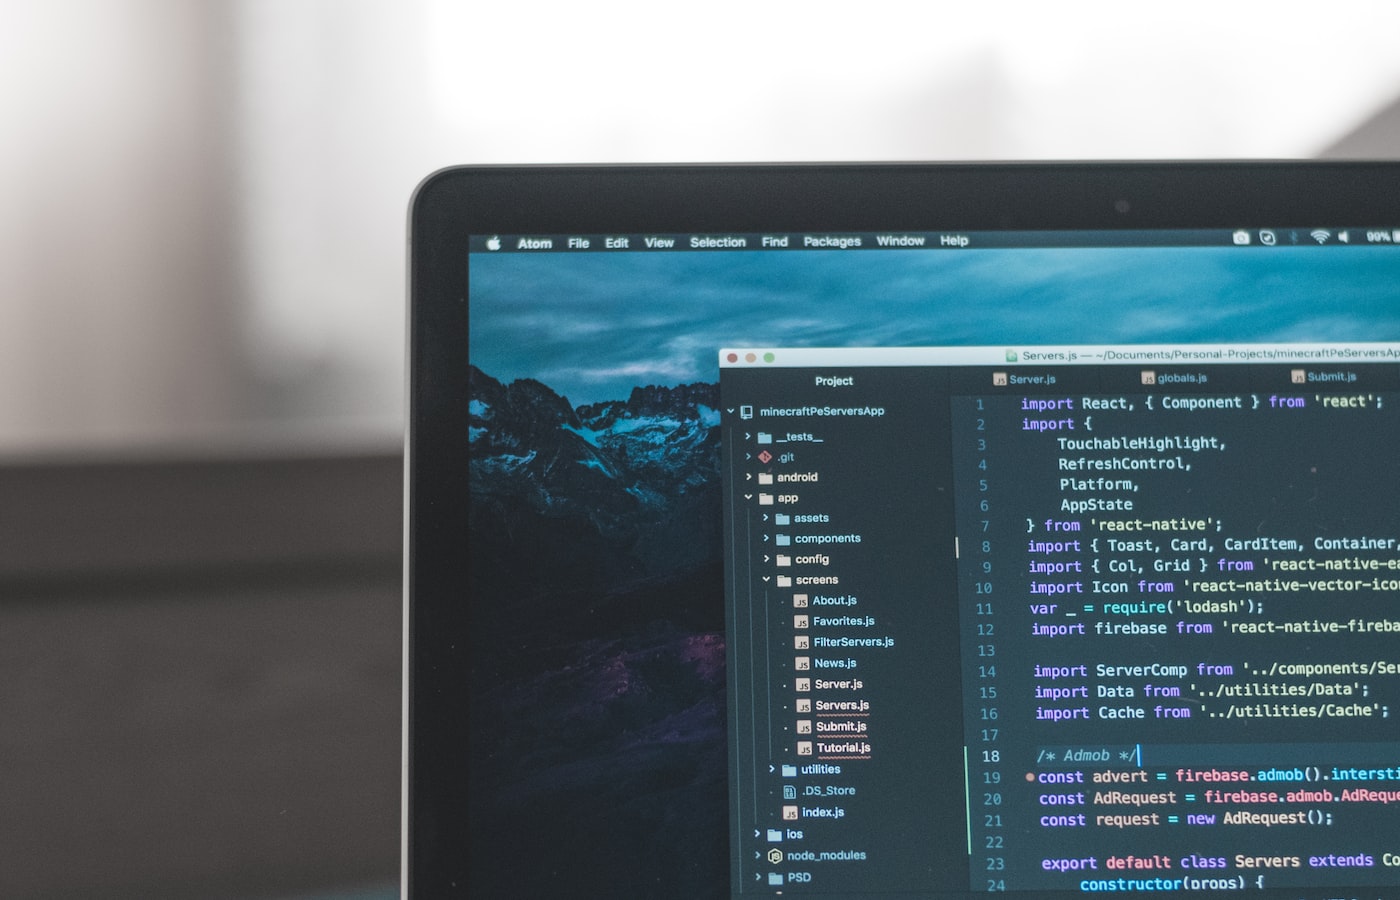 Atom File Edit View Selection Find Packages Window Help 99%
Servers.js — ~/Documents/Personal-Projects/minecraftPeServersAp
Project
Server.js globals.js Submit.js
minecraftPeServersApp
__tests__
.git
android
app
assets
components
config
screens
About.js
Favorites.js
FilterServers.js
News.js
Server.js
Servers.js
Submit.js
Tutorial.js
utilities
.DS_Store
index.js
ios
node_modules
PSD
1 import React, { Component } from 'react';
2 import {
3 TouchableHighlight,
4 RefreshControl,
5 Platform,
6 AppState
7 } from 'react-native';
8 import { Toast, Card, CardItem, Container,
9 import { Col, Grid } from 'react-native-ea
10 import Icon from 'react-native-vector-ico
11 var _ = require('lodash');
12 import firebase from 'react-native-fireba
13
14 import ServerComp from '../components/Ser
15 import Data from '../utilities/Data';
16 import Cache from '../utilities/Cache';
17
18 /* Admob */
19 const advert = firebase.admob().intersti
20 const AdRequest = firebase.admob.AdReque
21 const request = new AdRequest();
22
23 export default class Servers extends Co
24 constructor(props) {